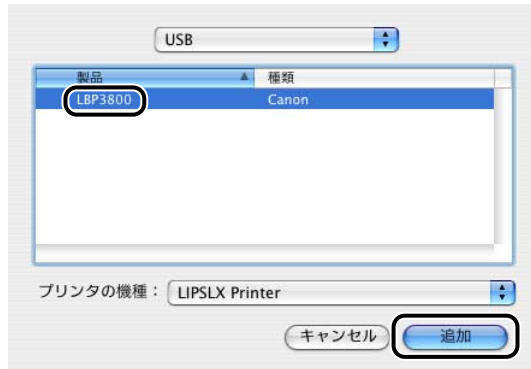 USB
製品 種類
LBP3800 Canon
プリンタの機種： LIPSLX Printer
キャンセル 追加